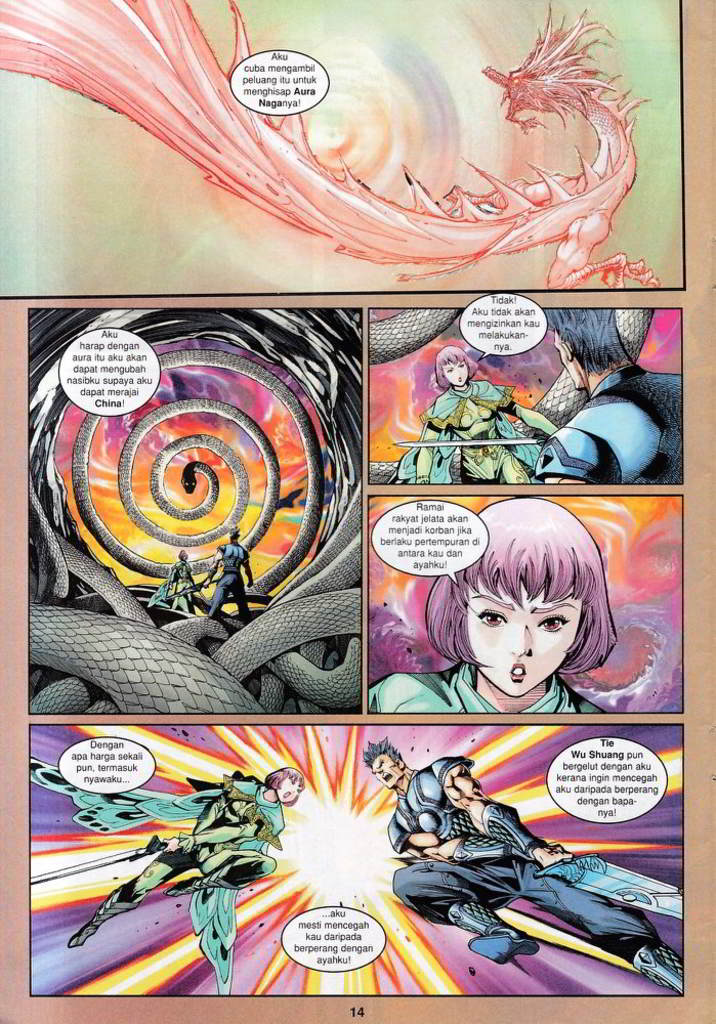 Aku
cuba mengambil
peluang itu untuk
menghisap Aura
Naganya!
Aku
harap dengan
aura itu aku akan
dapat mengubah
nasibku supaya aku
dapat merajai
China!
Tidak!
Aku tidak akan
mengizinkan kau
melakukan-
nya.
Ramai
rakyat jelata akan
menjadi korban jika
berlaku pertempuran di
antara kau dan
ayahku!
Dengan
apa harga sekali
pun, termasuk
nyawaku...
...aku
mesti mencegah
kau daripada
berperang dengan
ayahku!
Tie
Wu Shuang pun
bergelut dengan aku
kerana ingin mencegah
aku daripada berperang
dengan bapa-
nya!
14